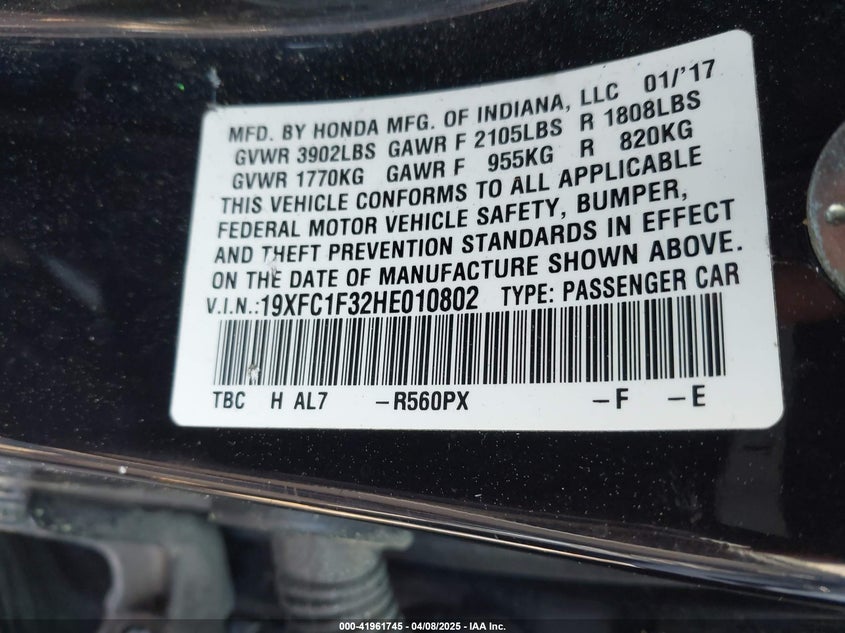 MFD. BY HONDA MFG. OF INDIANA, LLC 01/'17
GVWR 3902LBS GAWR F 2105LBS R 1808LBS
GVWR 1770KG GAWR F 955KG R 820KG
THIS VEHICLE CONFORMS TO ALL APPLICABLE
FEDERAL MOTOR VEHICLE SAFETY, BUMPER,
AND THEFT PREVENTION STANDARDS IN EFFECT
ON THE DATE OF MANUFACTURE SHOWN ABOVE.
V.I.N.:19XFC1F32HE010802 TYPE: PASSENGER CAR
TBC H AL7 -R560PX -F -E
000-41961745 - 04/08/2025 - IAA Inc.